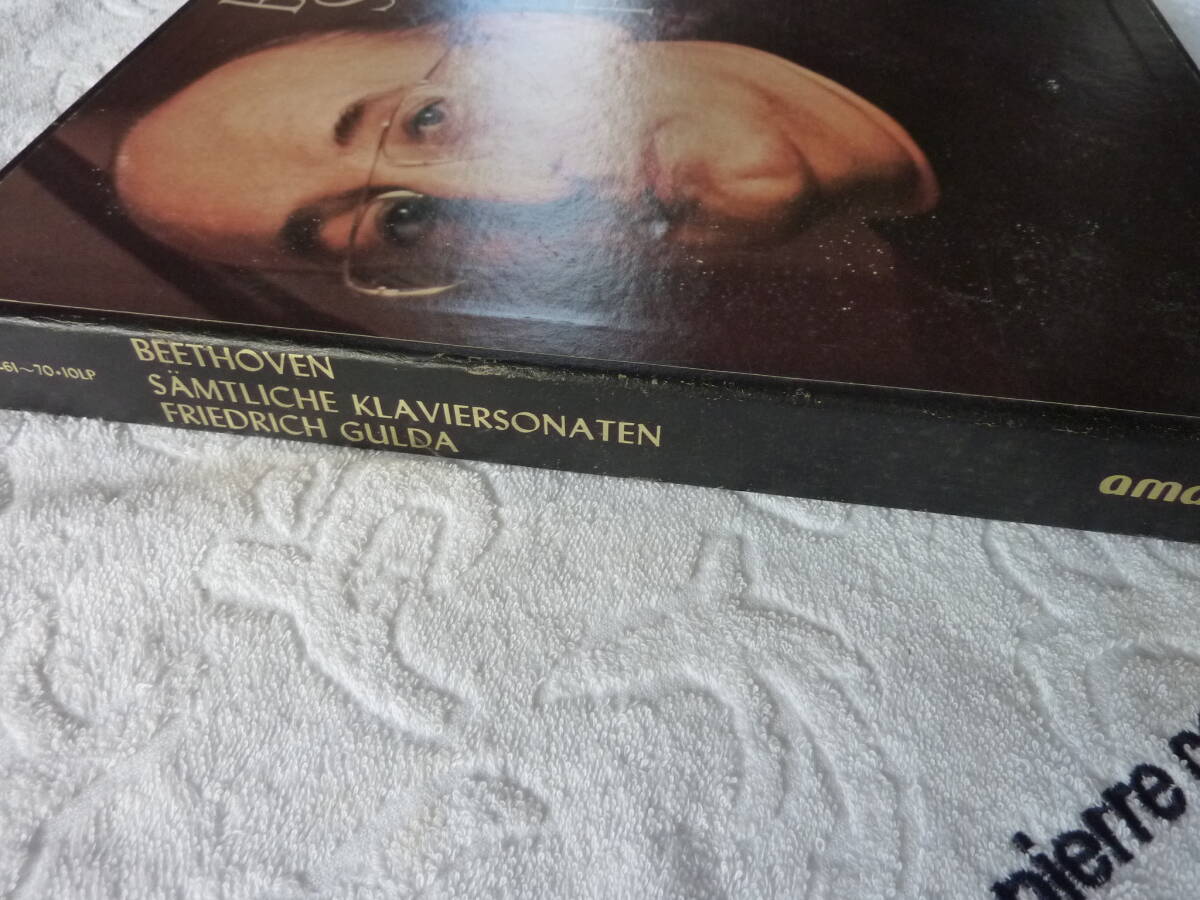 -61~70・10LP
BEETHOVEN
SÄMTLICHE KLAVIERSONATEN
FRIEDRICH GULDA
ama
pierre